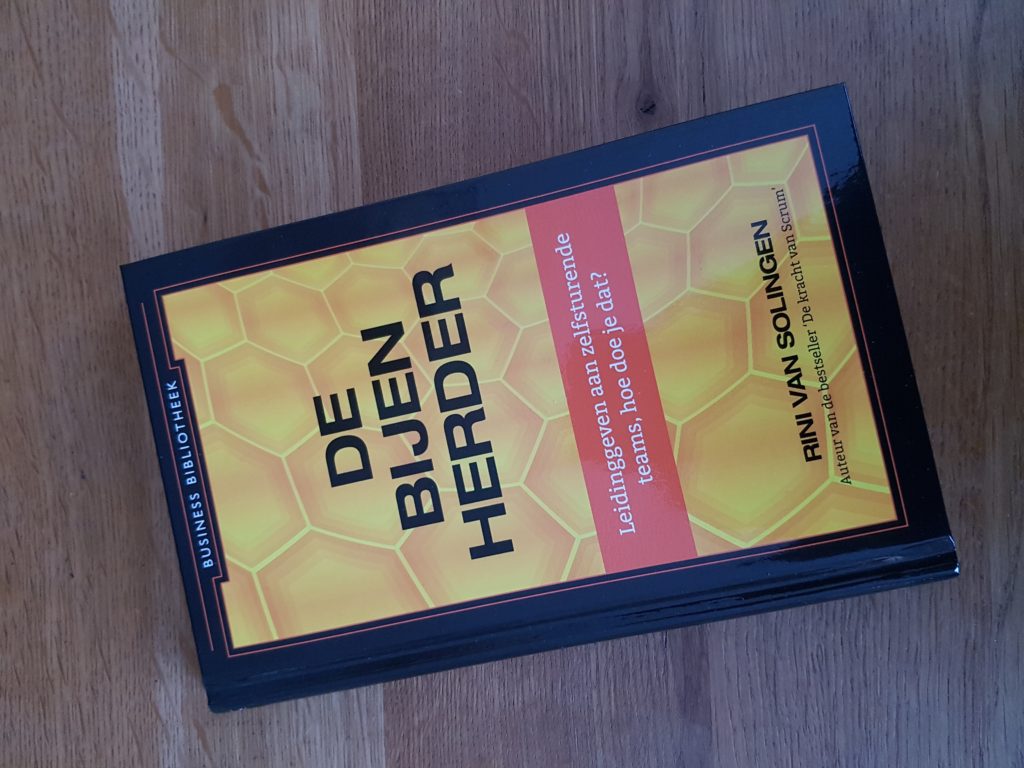 BUSINESS BIBLIOTHEEK
DE
BIJEN
HERDER
Leidinggeven aan zelfsturende
teams, hoe doe je dat?
RINI VAN SOLINGEN
Auteur van de bestseller 'De kracht van Scrum'